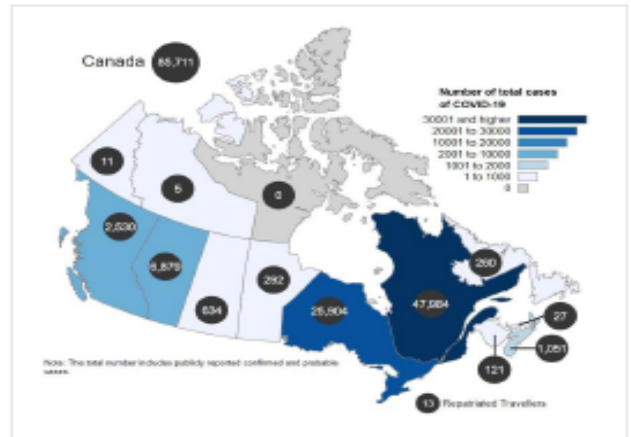 Canada 85,711
Number of total cases
of COVID-19
30001 and higher
20001 to 30000
10001 to 20000
2001 to 10000
1001 to 2000
1 to 1000
0
11
5
0
2,530
6,879
634
292
25,904
47,984
260
27
1,051
121
Note: The total number includes publicly reported confirmed and probable
cases.
13 Repatriated Travellers